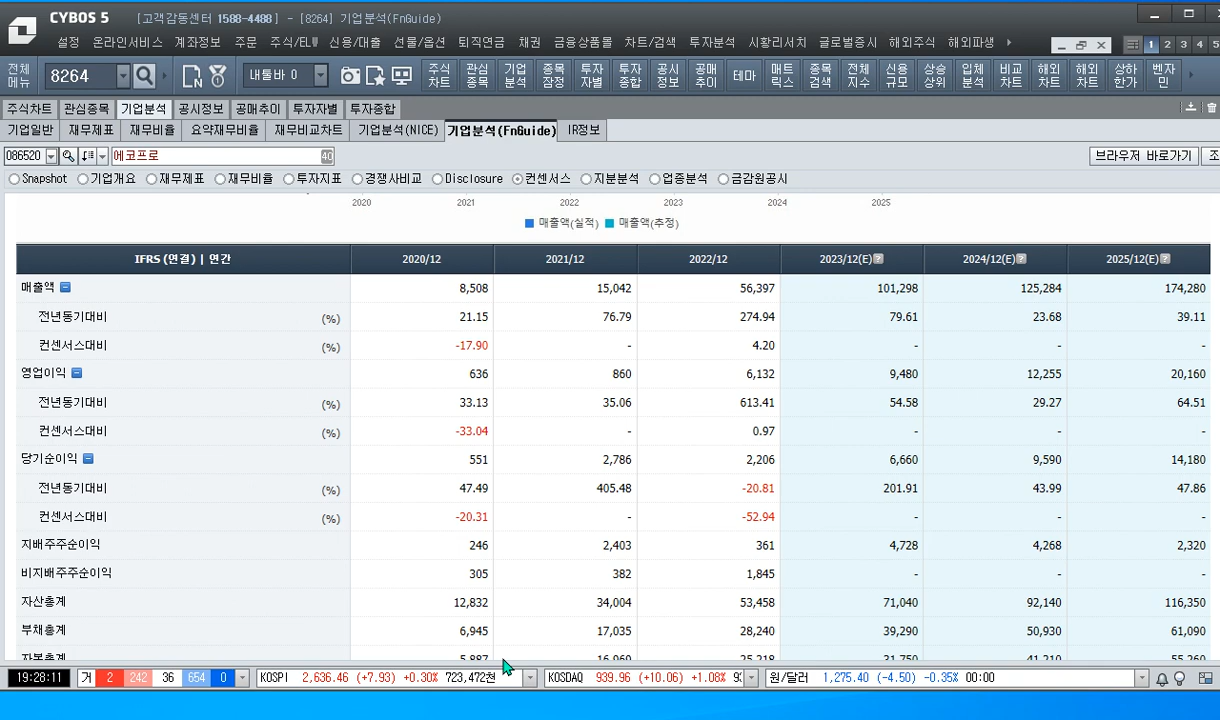 CYBOS 5 [고객감동센터 1588-4488] - [8264] 기업분석(FnGuide)
설정 온라인서비스 계좌정보 주문 주식/ELW 신용/대출 선물/옵션 퇴직연금 채권 금융상품몰 차트/검색 투자분석 시황리서치 글로벌증시 해외주식 해외파생 1 2 3 4 5
전체메뉴 8264 내툴바 0 주식차트 관심종목 기업분석 종목잠정 투자자별 투자종합 공시정보 공매추이 테마 매트릭스 종목검색 전체지수 신용규모 상승상위 입체분석 비교차트 해외차트 해외차트 상하한가 벤자민
주식차트 관심종목 기업분석 공시정보 공매추이 투자자별 투자종합
기업일반 재무제표 재무비율 요약재무비율 재무비교차트 기업분석(NICE) 기업분석(FnGuide) IR정보
086520 에코프로 40 브라우저 바로가기 조
Snapshot 기업개요 재무제표 재무비율 투자지표 경쟁사비교 Disclosure 컨센서스 지분분석 업종분석 금감원공시
2020 2021 2022 2023 2024 2025
매출액(실적) 매출액(추정)
IFRS (연결) | 연간 2020/12 2021/12 2022/12 2023/12(E) 2024/12(E) 2025/12(E)
매출액 8,508 15,042 56,397 101,298 125,284 174,280
전년동기대비 (%) 21.15 76.79 274.94 79.61 23.68 39.11
컨센서스대비 (%) -17.90 - 4.20 - - -
영업이익 636 860 6,132 9,480 12,255 20,160
전년동기대비 (%) 33.13 35.06 613.41 54.58 29.27 64.51
컨센서스대비 (%) -33.04 - 0.97 - - -
당기순이익 551 2,786 2,206 6,660 9,590 14,180
전년동기대비 (%) 47.49 405.48 -20.81 201.91 43.99 47.86
컨센서스대비 (%) -20.31 - -52.94 - - -
지배주주순이익 246 2,403 361 4,728 4,268 2,320
비지배주주순이익 305 382 1,845 - - -
자산총계 12,832 34,004 53,458 71,040 92,140 116,350
부채총계 6,945 17,035 28,240 39,290 50,930 61,090
자본총계 5,887 16,969 25,218 31,750 41,210 55,260
19:28:11 거 2 242 36 654 0 KOSPI 2,636.46 (+7.93) +0.30% 723,472천 KOSDAQ 939.96 (+10.06) +1.08% 원/달러 1,275.40 (-4.50) -0.35% 00:00